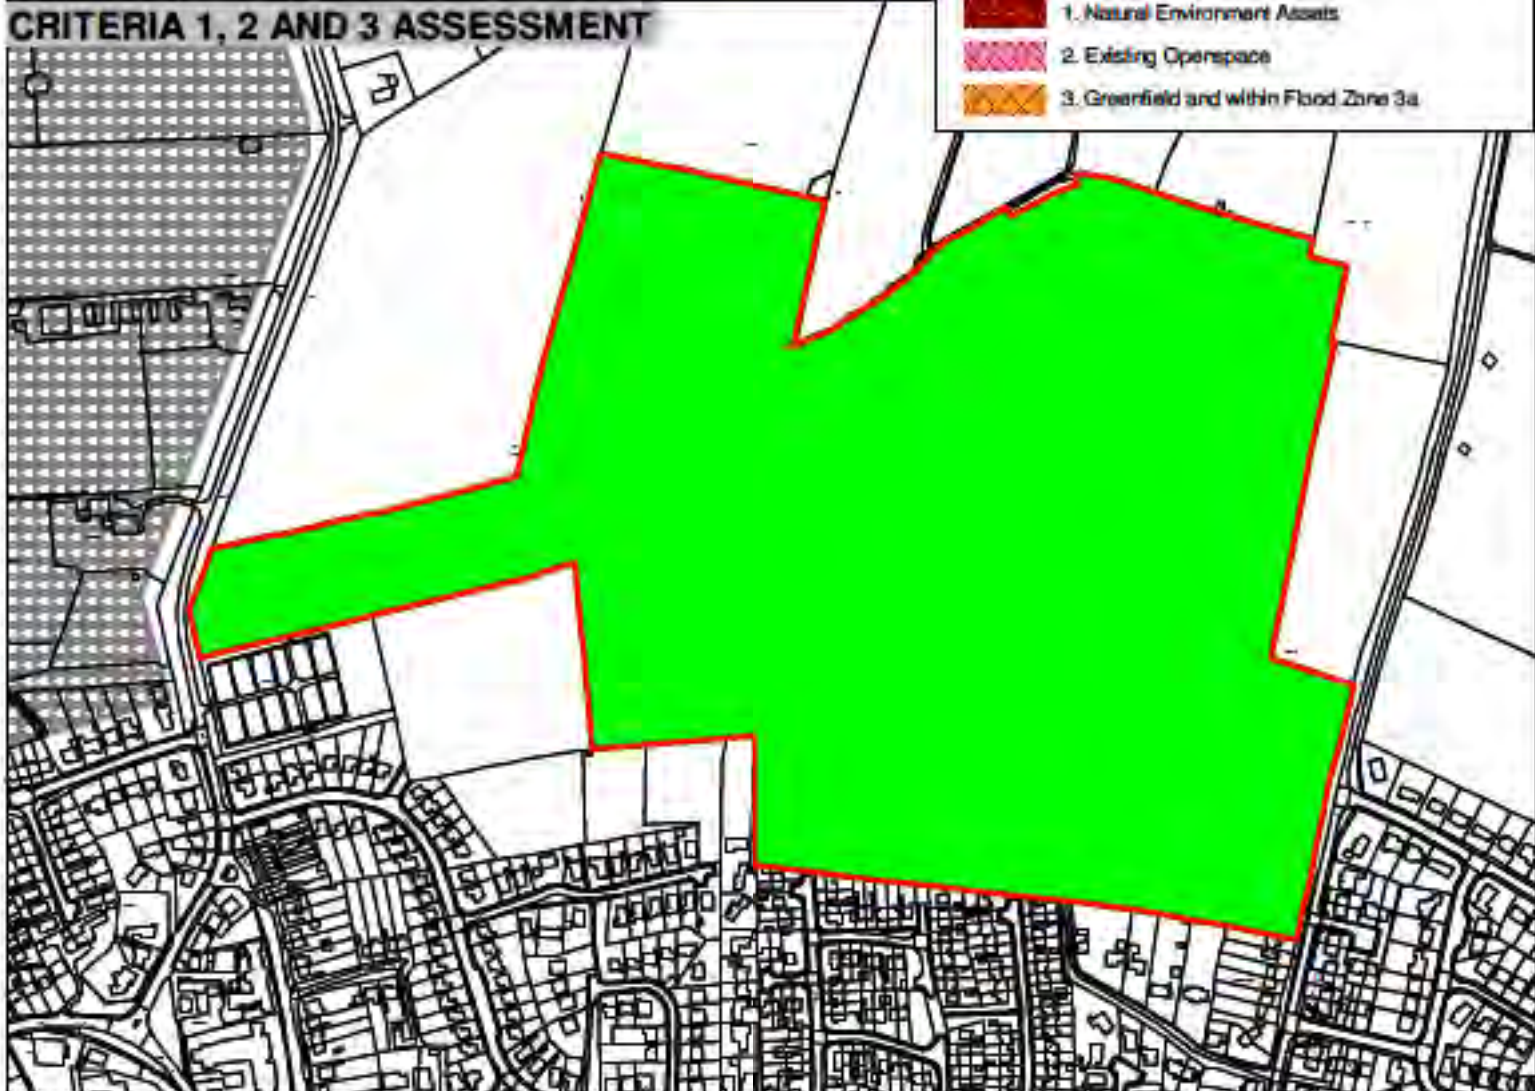 CRITERIA 1, 2 AND 3 ASSESSMENT
1. Natural Environment Assets
2. Existing Openspace
3. Greenfield and within Flood Zone 3a